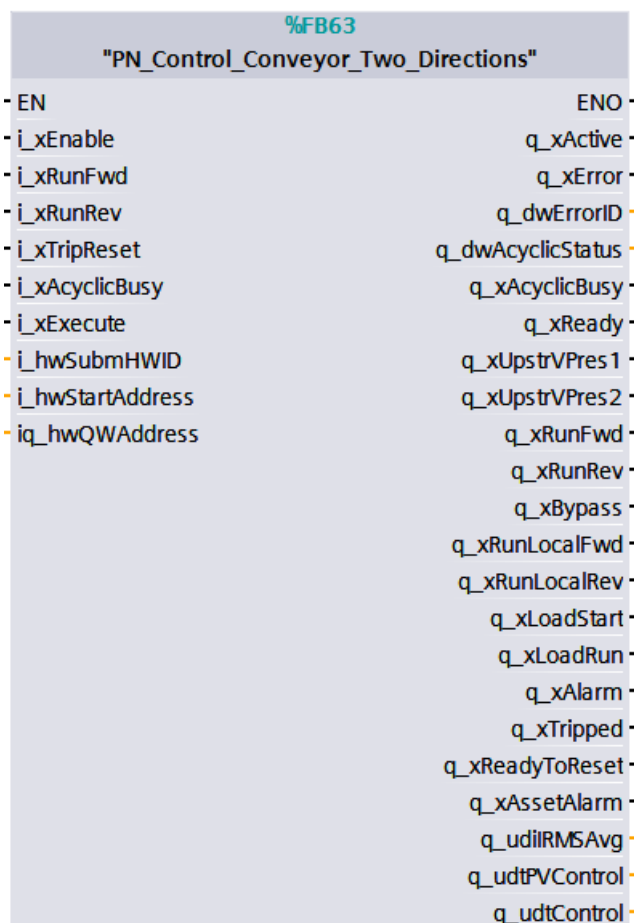 %FB63
"PN_Control_Conveyor_Two_Directions"
EN ENO
i_xEnable q_xActive
i_xRunFwd q_xError
i_xRunRev q_dwErrorID
i_xTripReset q_dwAcyclicStatus
i_xAcyclicBusy q_xAcyclicBusy
i_xExecute q_xReady
i_hwSubmHWID q_xUpstrVPres1
i_hwStartAddress q_xUpstrVPres2
iq_hwQWAddress q_xRunFwd
q_xRunRev
q_xBypass
q_xRunLocalFwd
q_xRunLocalRev
q_xLoadStart
q_xLoadRun
q_xAlarm
q_xTripped
q_xReadyToReset
q_xAssetAlarm
q_udiIRMSAvg
q_udtPVControl
q_udtControl